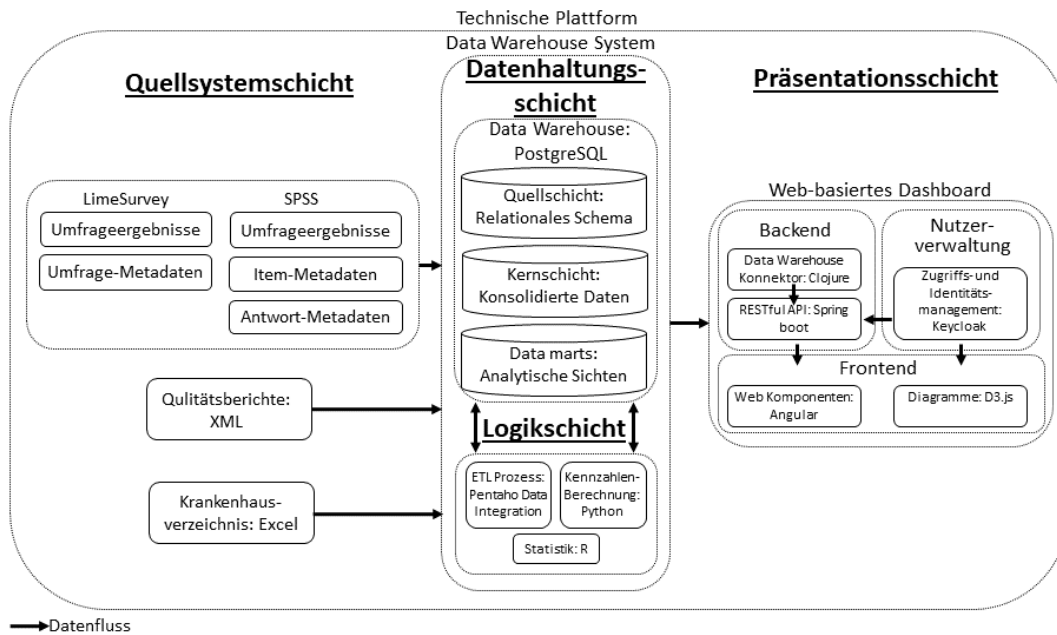 Technische Plattform
Data Warehouse System
Quellsystemschicht
Datenhaltungs-
schicht
Präsentationsschicht
Data Warehouse:
PostgreSQL
LimeSurvey
SPSS
Umfrageergebnisse
Umfrage-Metadaten
Umfrageergebnisse
Item-Metadaten
Antwort-Metadaten
Qulitätsberichte:
XML
Krankenhaus-
verzeichnis: Excel
Quellschicht:
Relationales Schema
Kernschicht:
Konsolidierte Daten
Data marts:
Analytische Sichten
Logikschicht
ETL Prozess:
Pentaho Data
Integration
Kennzahlen-
Berechnung:
Python
Statistik: R
Web-basiertes Dashboard
Backend
Data Warehouse
Konnektor: Clojure
RESTful API: Spring
boot
Nutzer-
verwaltung
Zugriffs- und
Identitäts-
management:
Keycloak
Frontend
Web Komponenten:
Angular
Diagramme: D3.js
Datenfluss